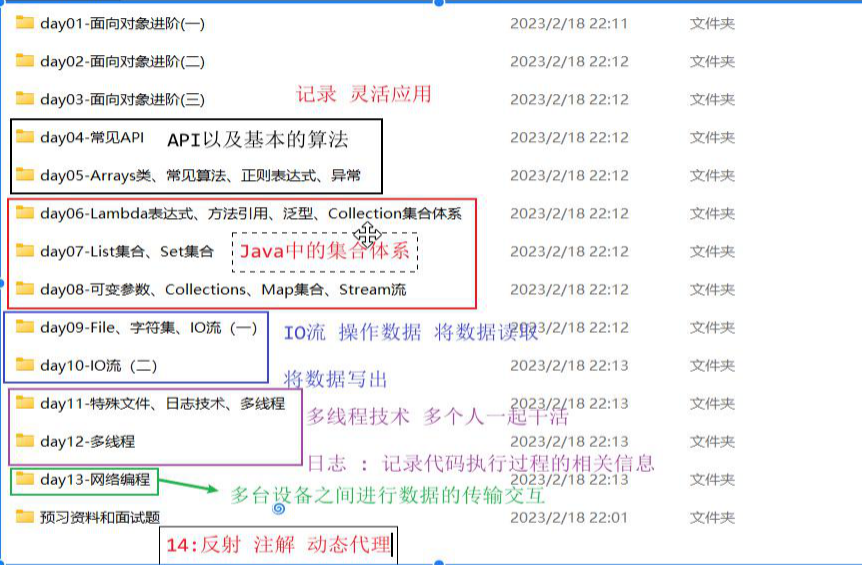 day01-面向对象进阶(一) 2023/2/18 22:11 文件夹
day02-面向对象进阶(二) 2023/2/18 22:12 文件夹
day03-面向对象进阶(三) 2023/2/18 22:12 文件夹
记录 灵活应用
day04-常见API 2023/2/18 22:12 文件夹
API以及基本的算法
day05-Arrays类、常见算法、正则表达式、异常 2023/2/18 22:12 文件夹
day06-Lambda表达式、方法引用、泛型、Collection集合体系 2023/2/18 22:12 文件夹
day07-List集合、Set集合 2023/2/18 22:12 文件夹
Java中的集合体系
day08-可变参数、Collections、Map集合、Stream流 2023/2/18 22:12 文件夹
day09-File、字符集、IO流（一） 2023/2/18 22:12 文件夹
IO流 操作数据 将数据读取
day10-IO流（二） 2023/2/18 22:13 文件夹
将数据写出
day11-特殊文件、日志技术、多线程 2023/2/18 22:13 文件夹
多线程技术 多个人一起干活
day12-多线程 2023/2/18 22:13 文件夹
日志 : 记录代码执行过程的相关信息
day13-网络编程 2023/2/18 22:13 文件夹
多台设备之间进行数据的传输交互
预习资料和面试题 2023/2/18 22:01 文件夹
14:反射 注解 动态代理